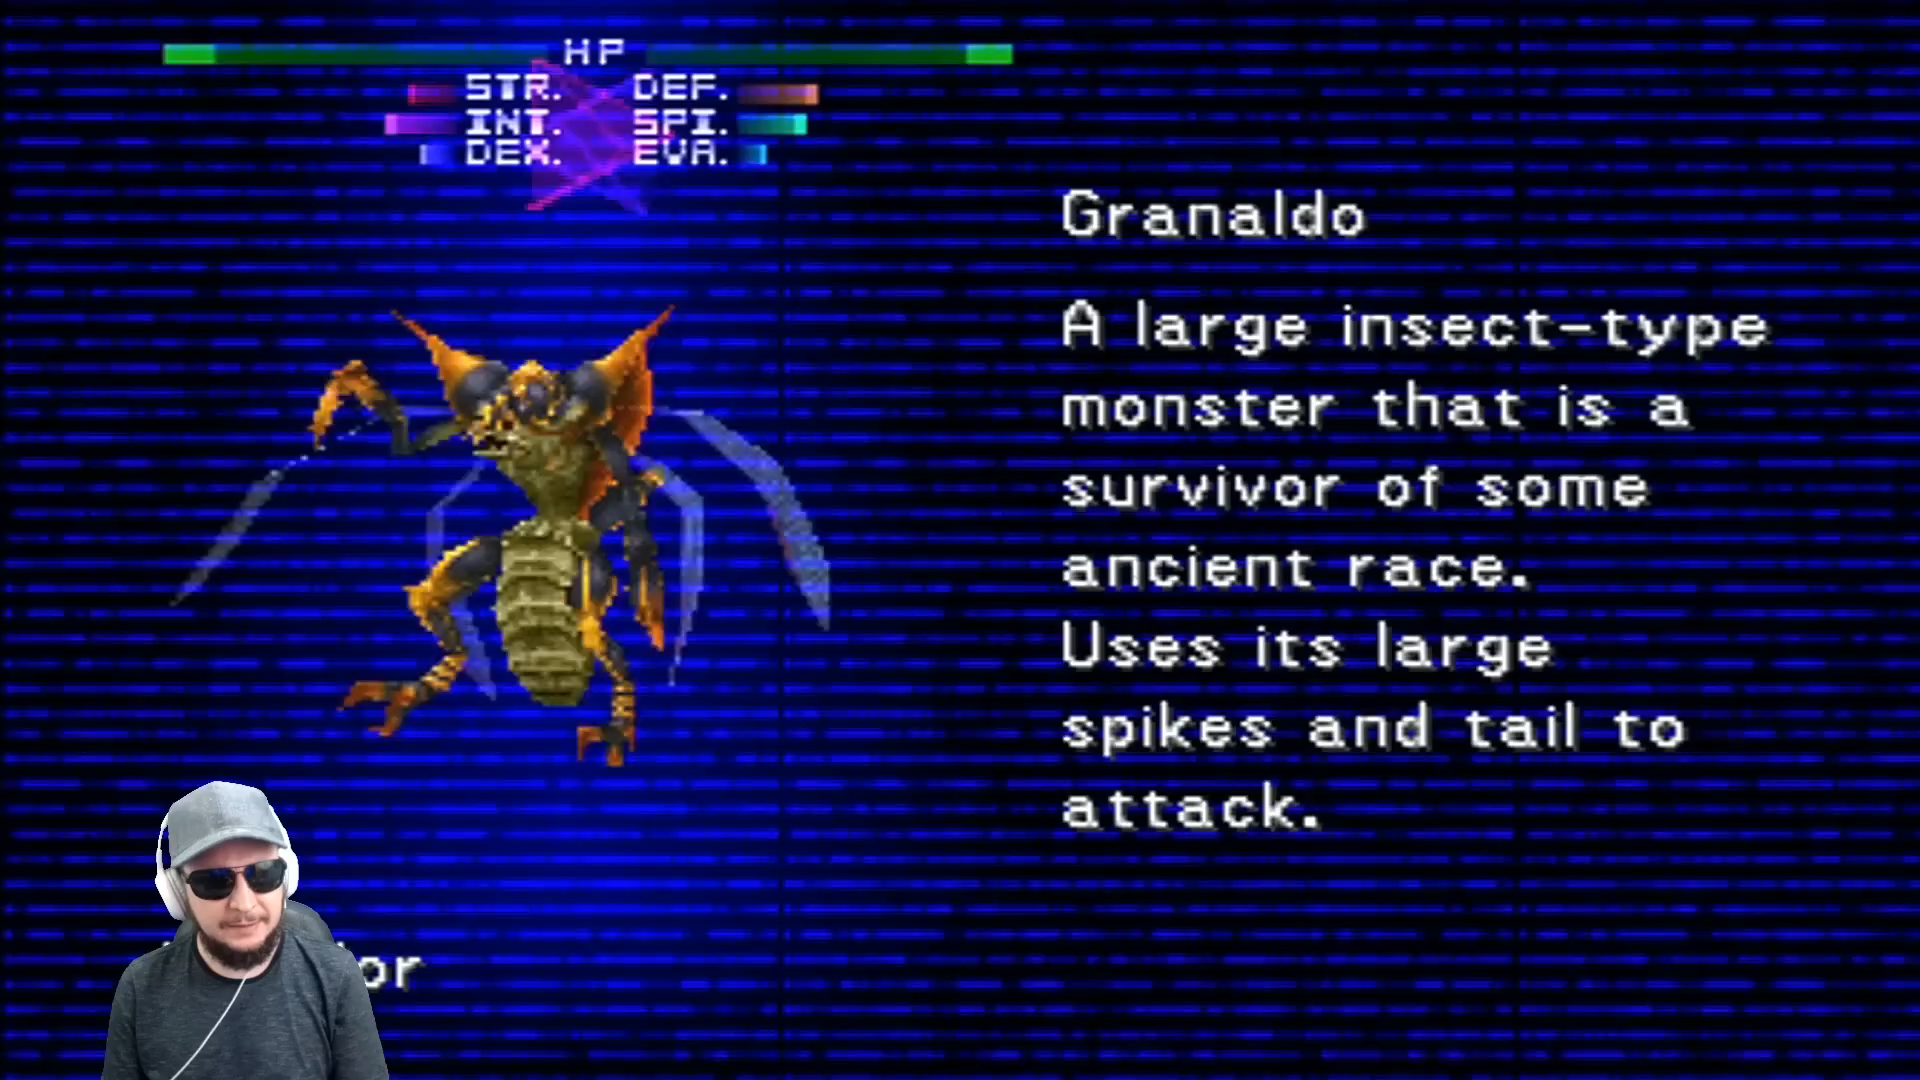 HP
STR. DEF.
INT. SPI.
DEX. EVA.
Granaldo
A large insect-type
monster that is a
survivor of some
ancient race.
Uses its large
spikes and tail to
attack.